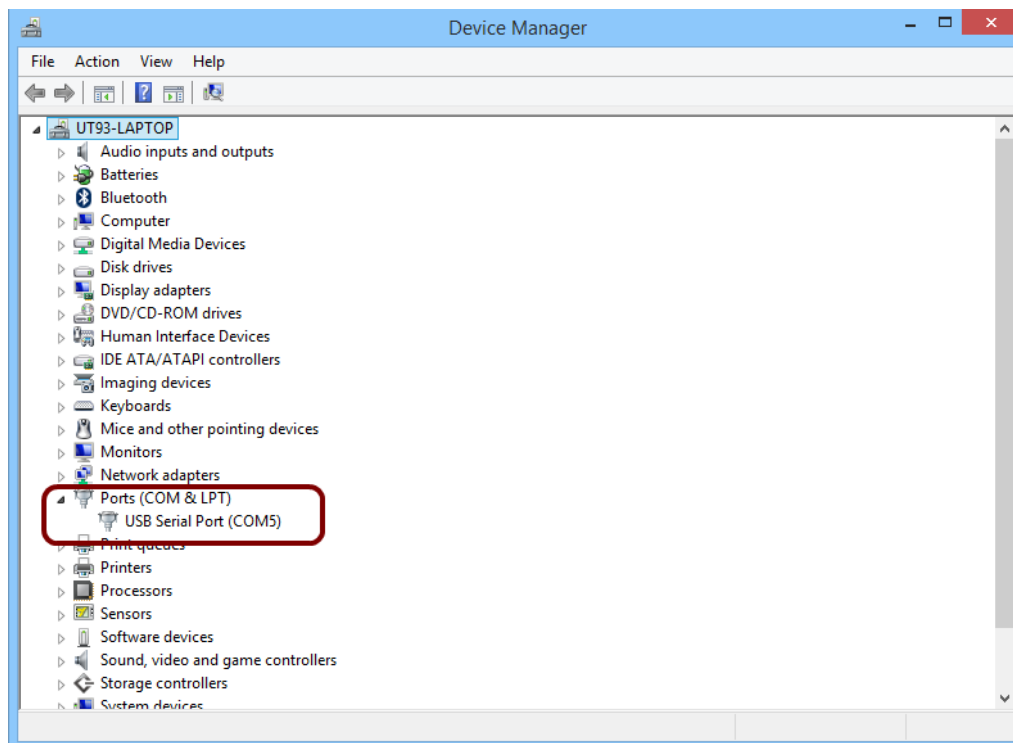 Device Manager
File Action View Help
UT93-LAPTOP
Audio inputs and outputs
Batteries
Bluetooth
Computer
Digital Media Devices
Disk drives
Display adapters
DVD/CD-ROM drives
Human Interface Devices
IDE ATA/ATAPI controllers
Imaging devices
Keyboards
Mice and other pointing devices
Monitors
Network adapters
Ports (COM & LPT)
USB Serial Port (COM5)
Print queues
Printers
Processors
Sensors
Software devices
Sound, video and game controllers
Storage controllers
System devices